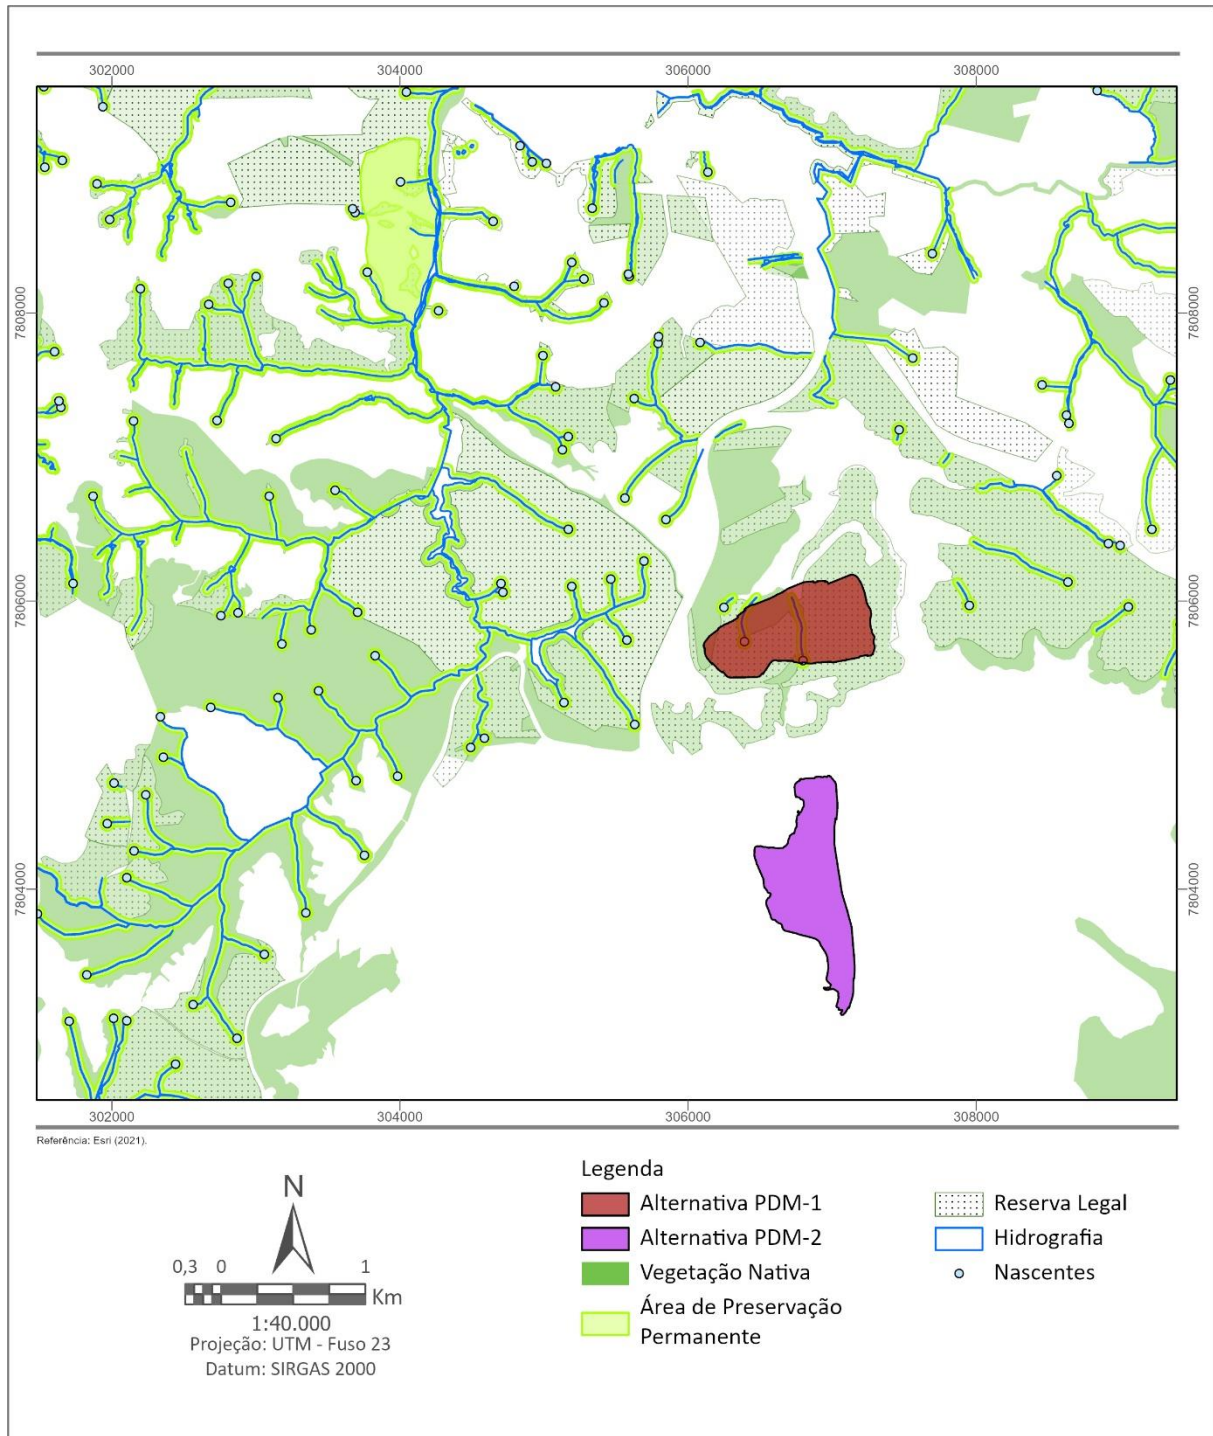 302000 304000 306000 308000
7808000 7808000
7806000 7806000
7804000 7804000
302000 304000 306000 308000
Referência: Esri (2021).
Legenda
N
0,3 0 1
Km
1:40.000
Projeção: UTM - Fuso 23
Datum: SIRGAS 2000
Alternativa PDM-1
Alternativa PDM-2
Vegetação Nativa
Área de Preservação
Permanente
Reserva Legal
Hidrografia
Nascentes